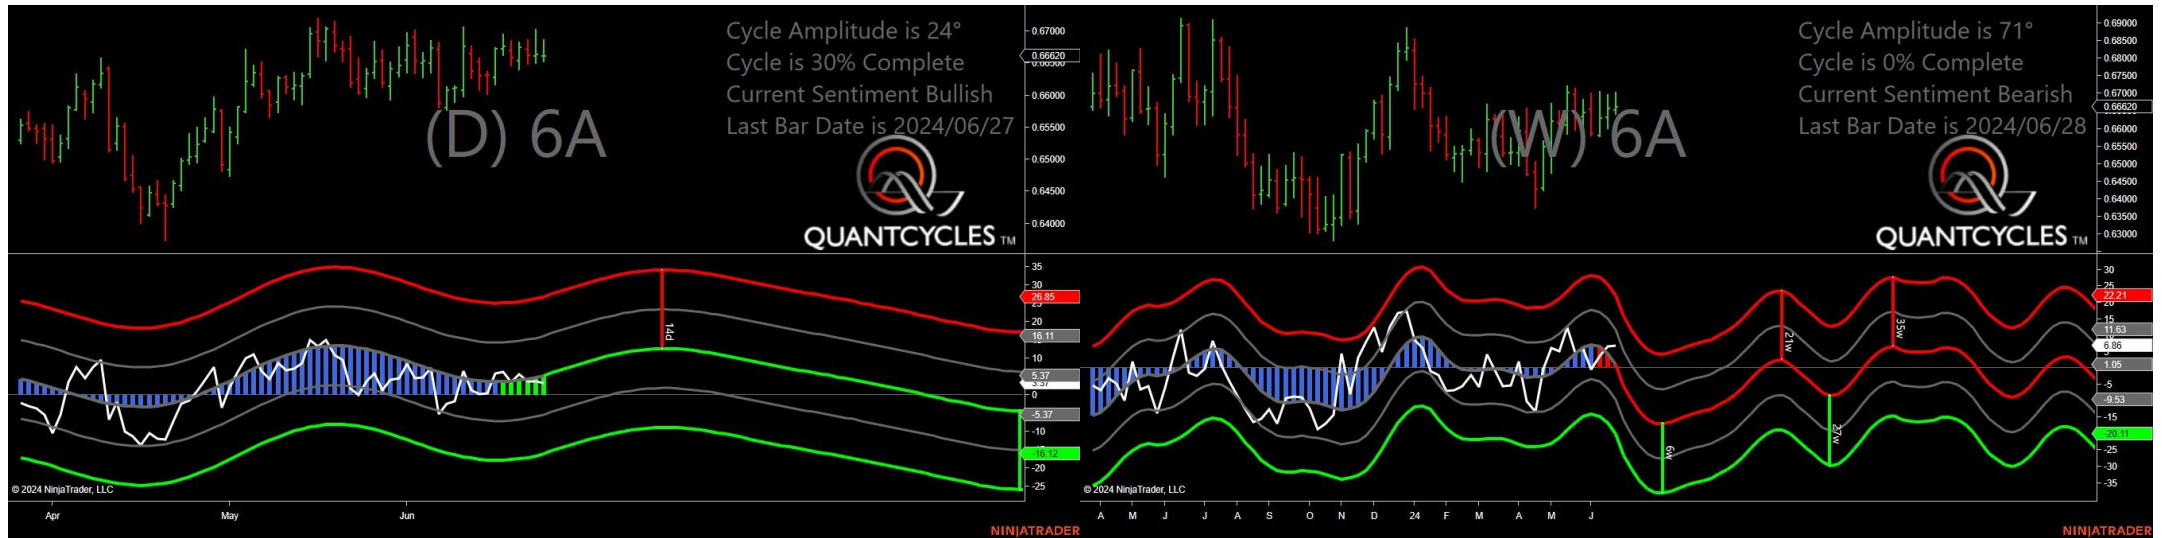 Cycle Amplitude is 24°
Cycle is 30% Complete
Current Sentiment Bullish
Last Bar Date is 2024/06/27
(D) 6A
QUANTCYCLES TM
0.67000
0.66620
0.66000
0.65500
0.65000
0.64500
0.64000
35
30
26.85
20
16.11
10
5.37
0
-5.37
-10
-16.12
-20
-25
14d
© 2024 NinjaTrader, LLC
Apr
May
Jun
NINJATRADER
Cycle Amplitude is 71°
Cycle is 0% Complete
Current Sentiment Bearish
Last Bar Date is 2024/06/28
(W) 6A
QUANTCYCLES TM
0.69000
0.68500
0.68000
0.67500
0.67000
0.66620
0.66000
0.65500
0.65000
0.64500
0.64000
0.63500
0.63000
30
25
22.21
15
11.63
6.86
1.05
-5
-9.53
-15
-20.11
-25
-30
-35
21w
35w
6w
27w
© 2024 NinjaTrader, LLC
A M J J A S O N D 24 F M A M J
NINJATRADER